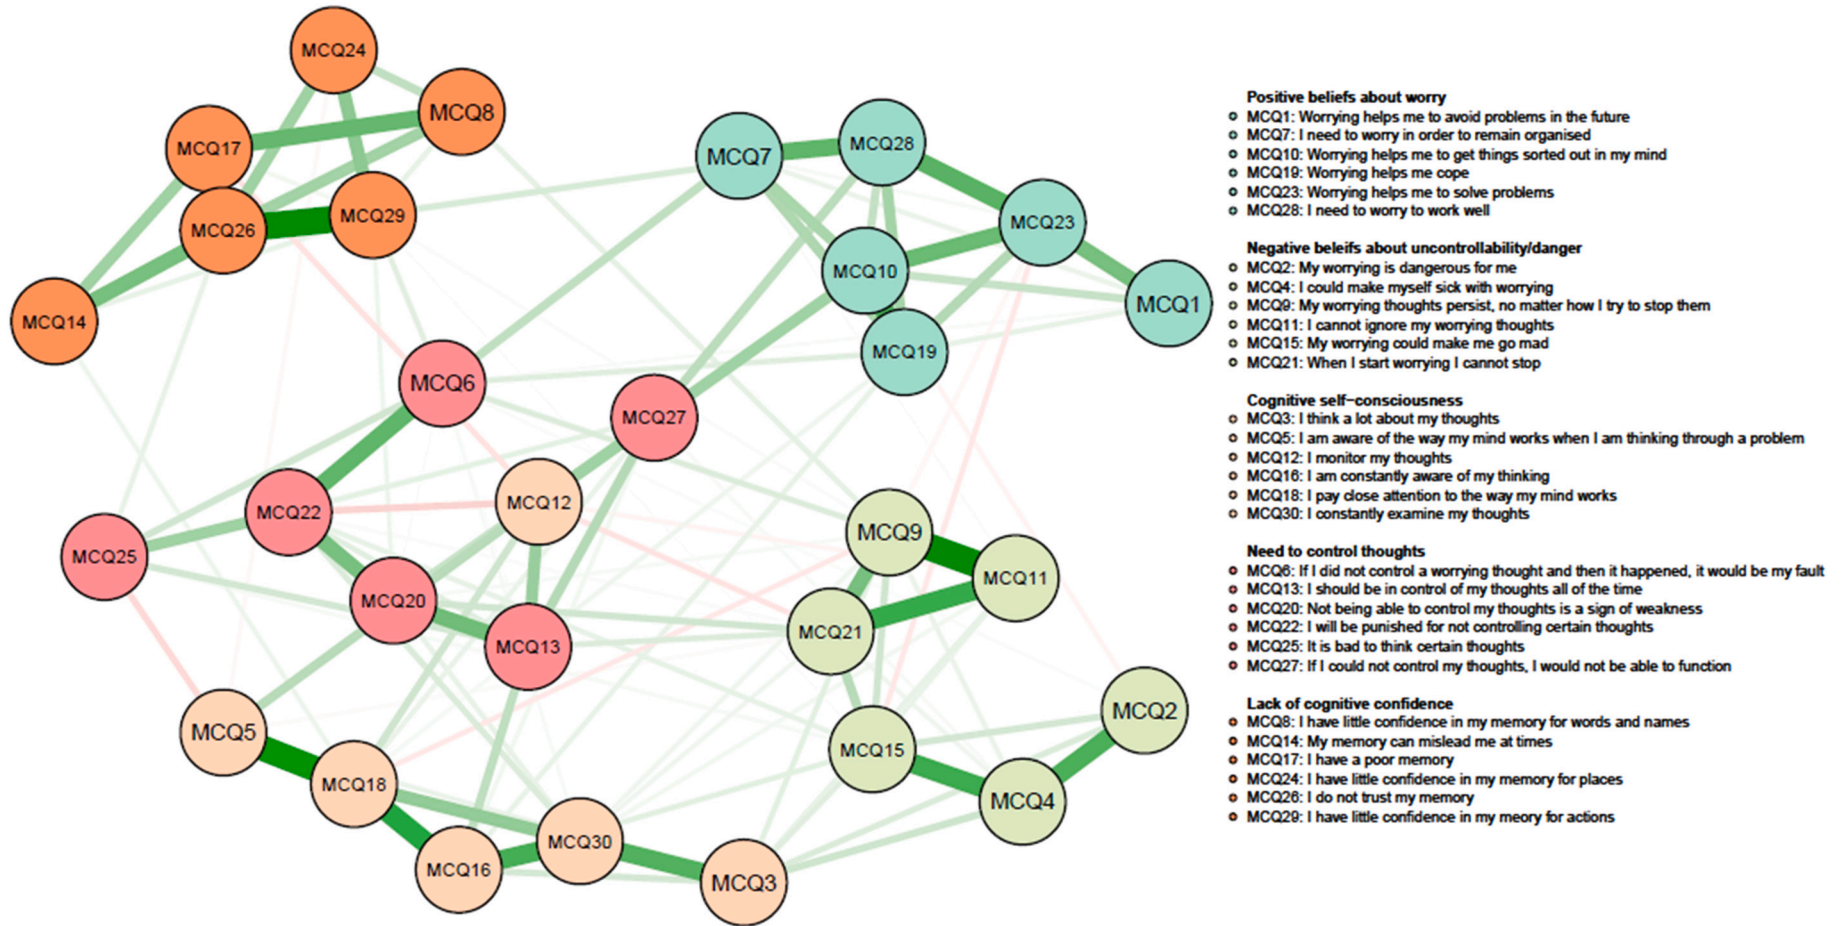 MCQ24
MCQ8
MCQ17
MCQ26
MCQ29
MCQ14
MCQ7
MCQ28
MCQ23
MCQ10
MCQ1
MCQ19
MCQ6
MCQ27
MCQ12
MCQ22
MCQ25
MCQ20
MCQ13
MCQ9
MCQ11
MCQ21
MCQ2
MCQ15
MCQ4
MCQ5
MCQ18
MCQ30
MCQ16
MCQ3
Positive beliefs about worry
MCQ1: Worrying helps me to avoid problems in the future
MCQ7: I need to worry in order to remain organised
MCQ10: Worrying helps me to get things sorted out in my mind
MCQ19: Worrying helps me cope
MCQ23: Worrying helps me to solve problems
MCQ28: I need to worry to work well
Negative beleifs about uncontrollability/danger
MCQ2: My worrying is dangerous for me
MCQ4: I could make myself sick with worrying
MCQ9: My worrying thoughts persist, no matter how I try to stop them
MCQ11: I cannot ignore my worrying thoughts
MCQ15: My worrying could make me go mad
MCQ21: When I start worrying I cannot stop
Cognitive self−consciousness
MCQ3: I think a lot about my thoughts
MCQ5: I am aware of the way my mind works when I am thinking through a problem
MCQ12: I monitor my thoughts
MCQ16: I am constantly aware of my thinking
MCQ18: I pay close attention to the way my mind works
MCQ30: I constantly examine my thoughts
Need to control thoughts
MCQ6: If I did not control a worrying thought and then it happened, it would be my fault
MCQ13: I should be in control of my thoughts all of the time
MCQ20: Not being able to control my thoughts is a sign of weakness
MCQ22: I will be punished for not controlling certain thoughts
MCQ25: It is bad to think certain thoughts
MCQ27: If I could not control my thoughts, I would not be able to function
Lack of cognitive confidence
MCQ8: I have little confidence in my memory for words and names
MCQ14: My memory can mislead me at times
MCQ17: I have a poor memory
MCQ24: I have little confidence in my memory for places
MCQ26: I do not trust my memory
MCQ29: I have little confidence in my meory for actions